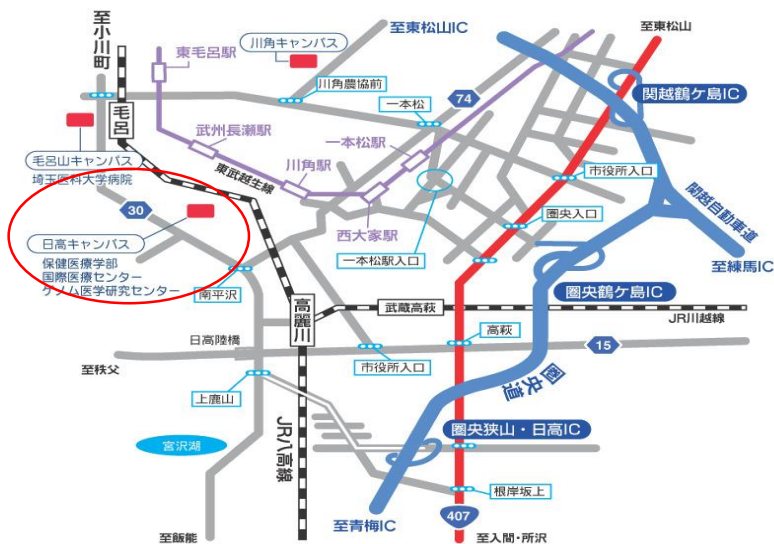 至小川町
東毛呂駅
川角キャンパス
至東松山IC
至東松山
関越鶴ケ島IC
川角農協前
一本松
74
毛呂
武州長瀬駅
一本松駅
毛呂山キャンパス
埼玉医科大学病院
東武越生線
川角駅
市役所入口
関越自動車道
30
西大家駅
圏央入口
日高キャンパス
保健医療学部
国際医療センター
ゲノム医学研究センター
一本松駅入口
至練馬IC
南平沢
圏央鶴ケ島IC
高麗川
武蔵高萩
JR川越線
日高陸橋
高萩
15
至秩父
市役所入口
圏央道
上鹿山
JR八高線
圏央狭山・日高IC
宮沢湖
根岸坂上
407
至青梅IC
至飯能
至入間・所沢